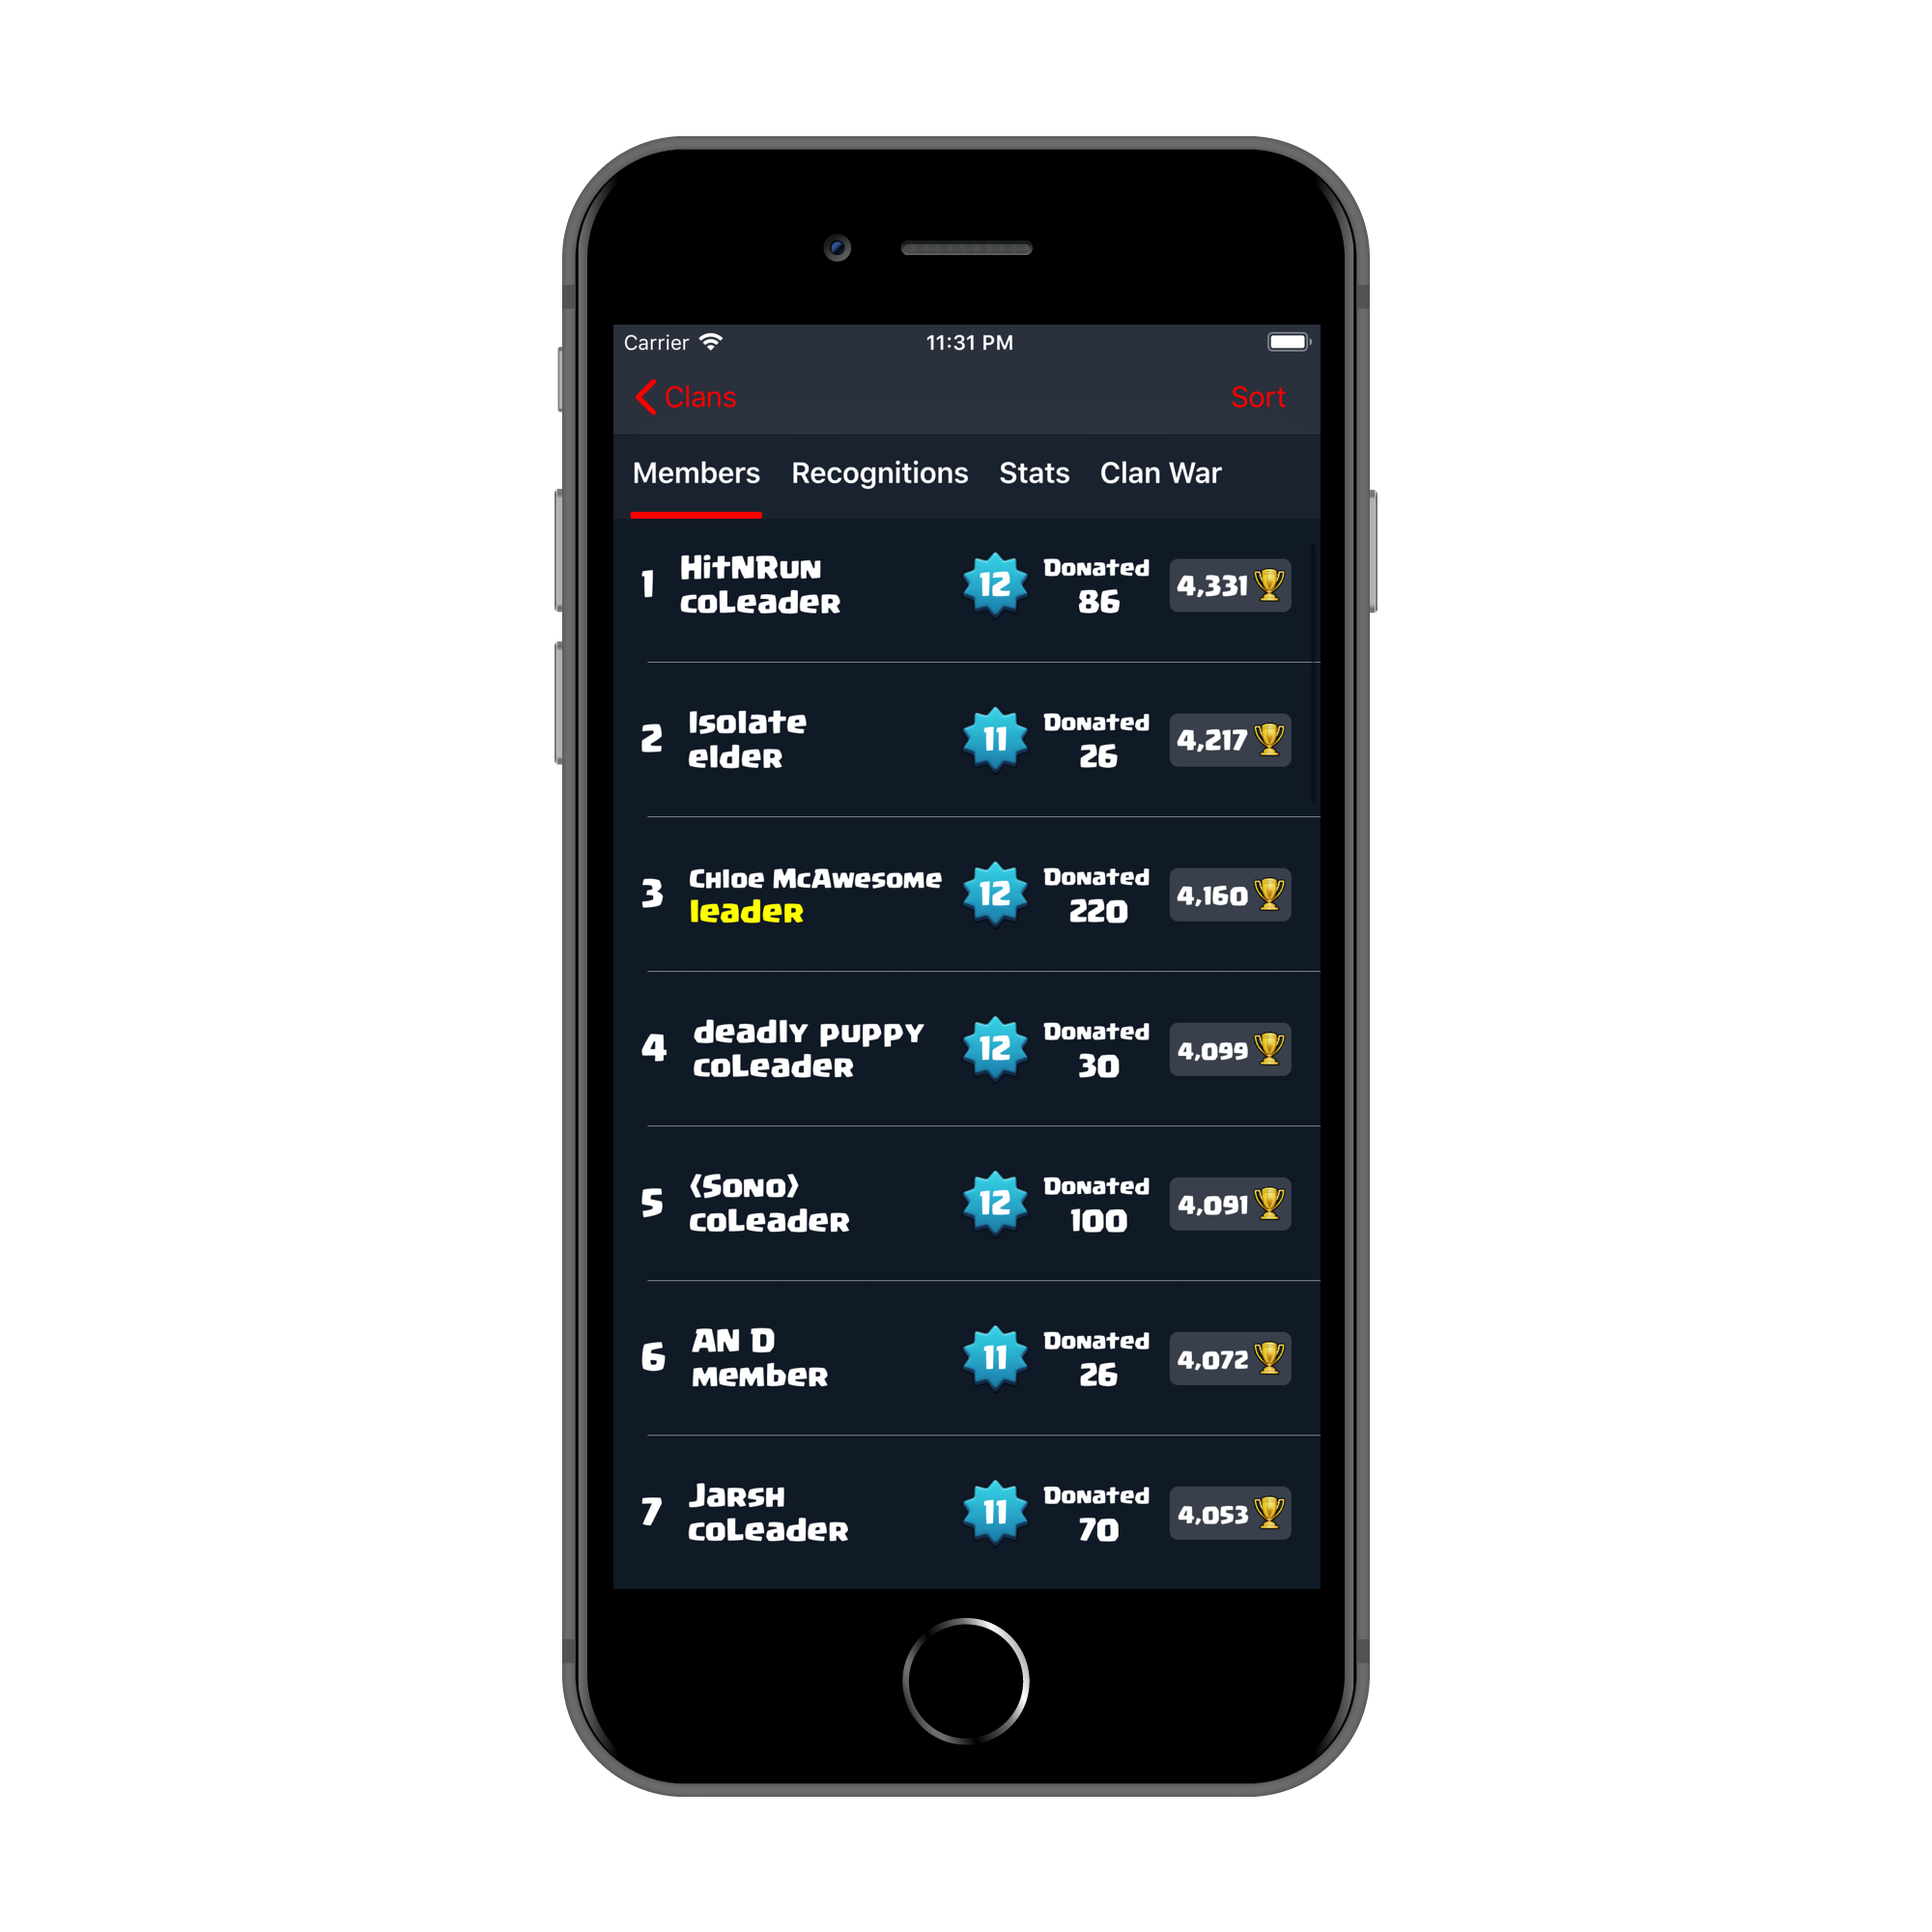 Carrier 11:31 PM
Clans Sort
Members Recognitions Stats Clan War
1 HitNRun 12 Donated 4,331
coLeader 86
2 Isolate 11 Donated 4,217
elder 26
3 Chloe McAwesome 12 Donated 4,160
leader 220
4 deadly puppy 12 Donated 4,099
coLeader 30
5 《Sono》 12 Donated 4,091
coLeader 100
6 AN D 11 Donated 4,072
member 26
7 Jarsh 11 Donated 4,053
coLeader 70